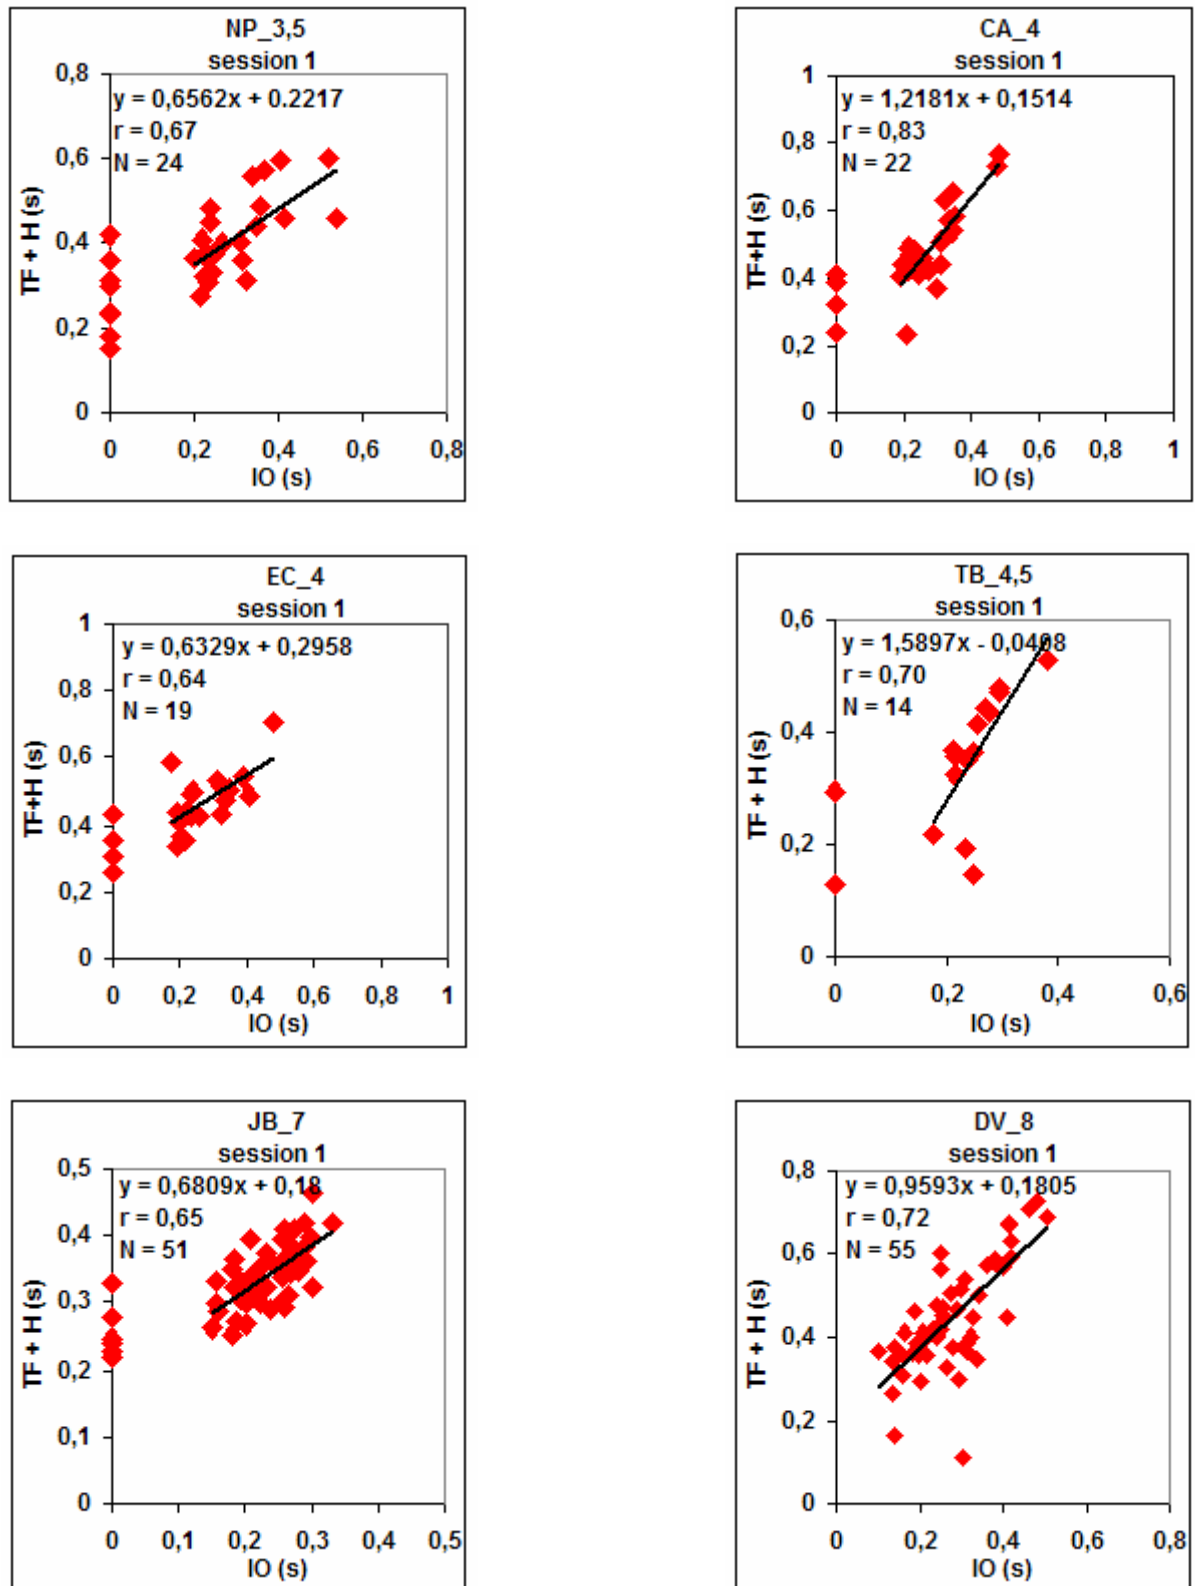 NP_3,5
session 1
0,8
y = 0,6562x + 0.2217
r = 0,67
N = 24
0,6
TF + H (s)
0,4
0,2
0
0 0,2 0,4 0,6 0,8
IO (s)
CA_4
session 1
1
y = 1,2181x + 0,1514
r = 0,83
N = 22
0,8
0,6
TF+H (s)
0,4
0,2
0
0 0,2 0,4 0,6 0,8 1
IO (s)
EC_4
session 1
1
y = 0,6329x + 0,2958
r = 0,64
N = 19
0,8
0,6
TF+H (s)
0,4
0,2
0
0 0,2 0,4 0,6 0,8 1
IO (s)
TB_4,5
session 1
0,6
y = 1,5897x - 0,0408
r = 0,70
N = 14
0,4
TF + H (s)
0,2
0
0 0,2 0,4 0,6
IO (s)
JB_7
session 1
0,5
y = 0,6809x + 0,18
r = 0,65
N = 51
0,4
0,3
TF + H (s)
0,2
0,1
0
0 0,1 0,2 0,3 0,4 0,5
IO (s)
DV_8
session 1
0,8
y = 0,9593x + 0,1805
r = 0,72
N = 55
0,6
TF + H (s)
0,4
0,2
0
0 0,2 0,4 0,6 0,8
IO (s)